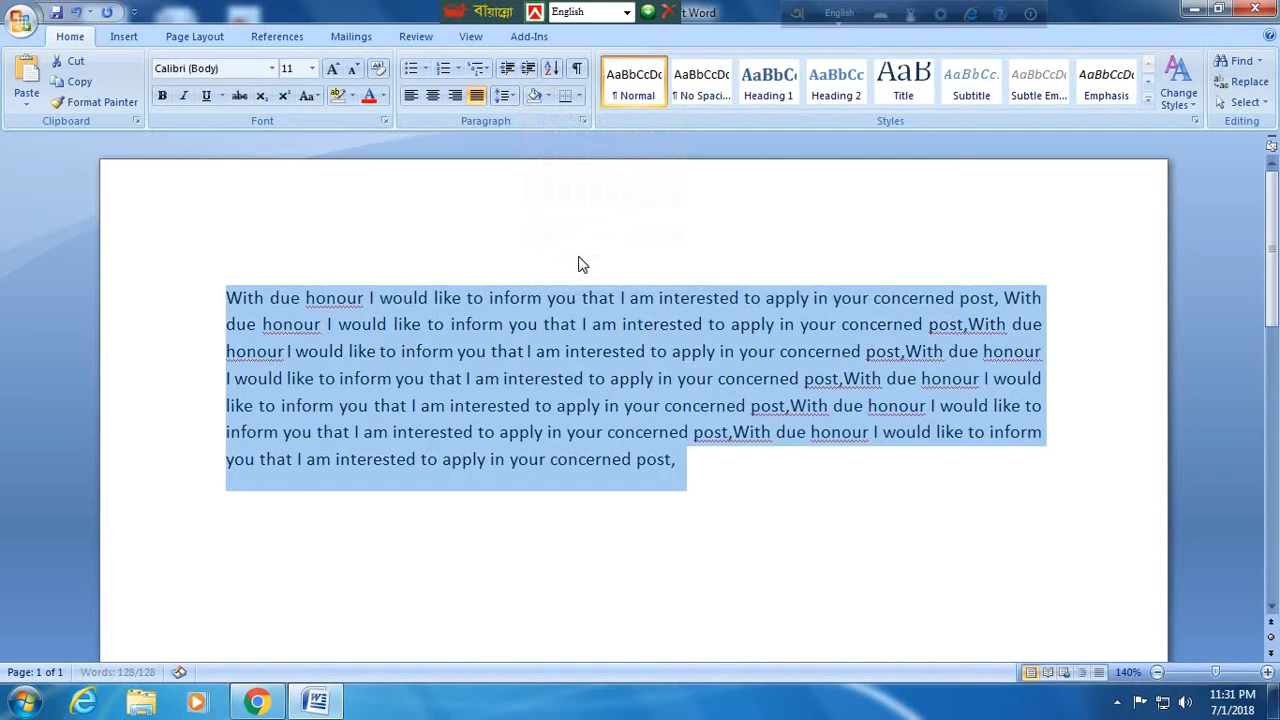 বায়ান্নো English t Word English
Home Insert Page Layout References Mailings Review View Add-Ins
Paste Cut Copy Format Painter Clipboard
Calibri (Body) 11 Font
B I U abc X₂ X² Aa A
Paragraph
AaBbCcDc ¶ Normal AaBbCcDc ¶ No Spaci... AaBbC Heading 1 AaBbCc Heading 2 AaB Title AaBbCc. Subtitle AaBbCcDc Subtle Em... AaBbCcDc Emphasis
Change Styles Styles
Find Replace Select Editing
With due honour I would like to inform you that I am interested to apply in your concerned post, With
due honour I would like to inform you that I am interested to apply in your concerned post,With due
honour I would like to inform you that I am interested to apply in your concerned post,With due honour
I would like to inform you that I am interested to apply in your concerned post,With due honour I would
like to inform you that I am interested to apply in your concerned post,With due honour I would like to
inform you that I am interested to apply in your concerned post,With due honour I would like to inform
you that I am interested to apply in your concerned post,
Page: 1 of 1 Words: 128/128 140%
11:31 PM
7/1/2018